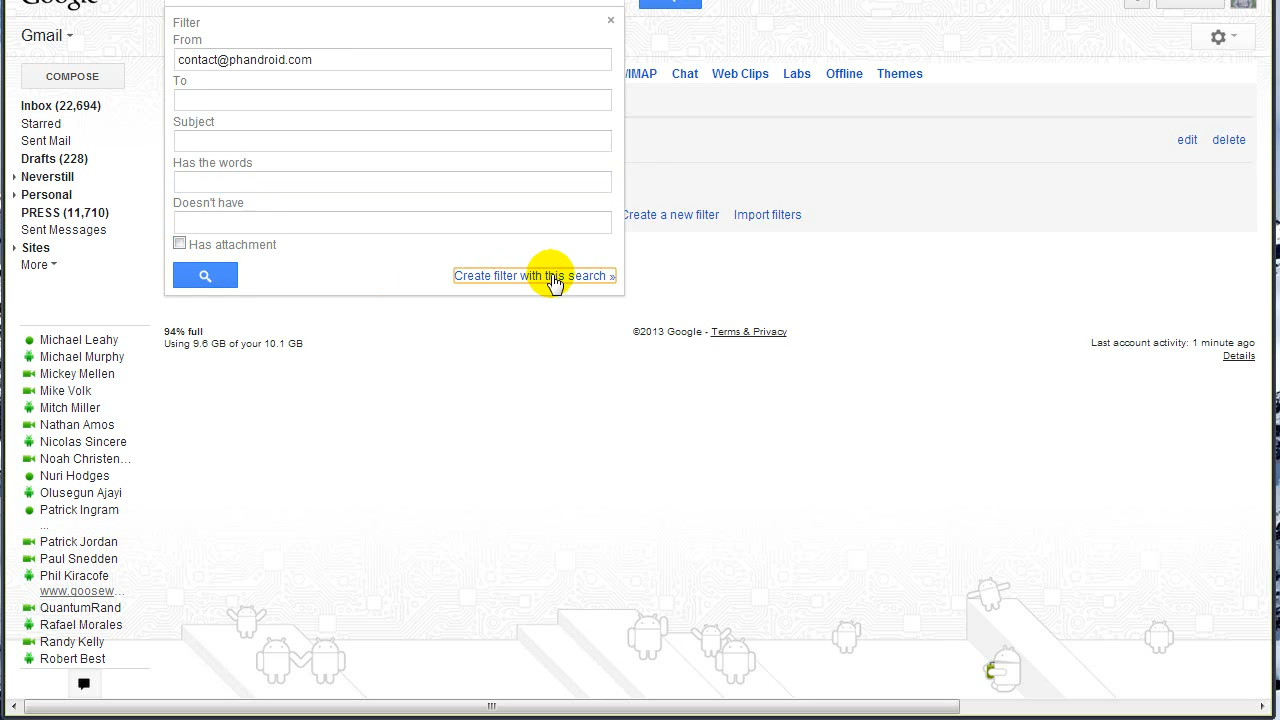 Google
Gmail
COMPOSE
Inbox (22,694)
Starred
Sent Mail
Drafts (228)
Neverstill
Personal
PRESS (11,710)
Sent Messages
Sites
More
Filter
×
From
contact@phandroid.com
To
Subject
Has the words
Doesn't have
Has attachment
Create filter with this search »
/IMAP Chat Web Clips Labs Offline Themes
edit delete
Create a new filter Import filters
94% full
Using 9.6 GB of your 10.1 GB
©2013 Google - Terms & Privacy
Last account activity: 1 minute ago
Details
Michael Leahy
Michael Murphy
Mickey Mellen
Mike Volk
Mitch Miller
Nathan Amos
Nicolas Sincere
Noah Christen...
Nuri Hodges
Olusegun Ajayi
Patrick Ingram
...
Patrick Jordan
Paul Snedden
Phil Kiracofe
www.goosew...
QuantumRand
Rafael Morales
Randy Kelly
Robert Best